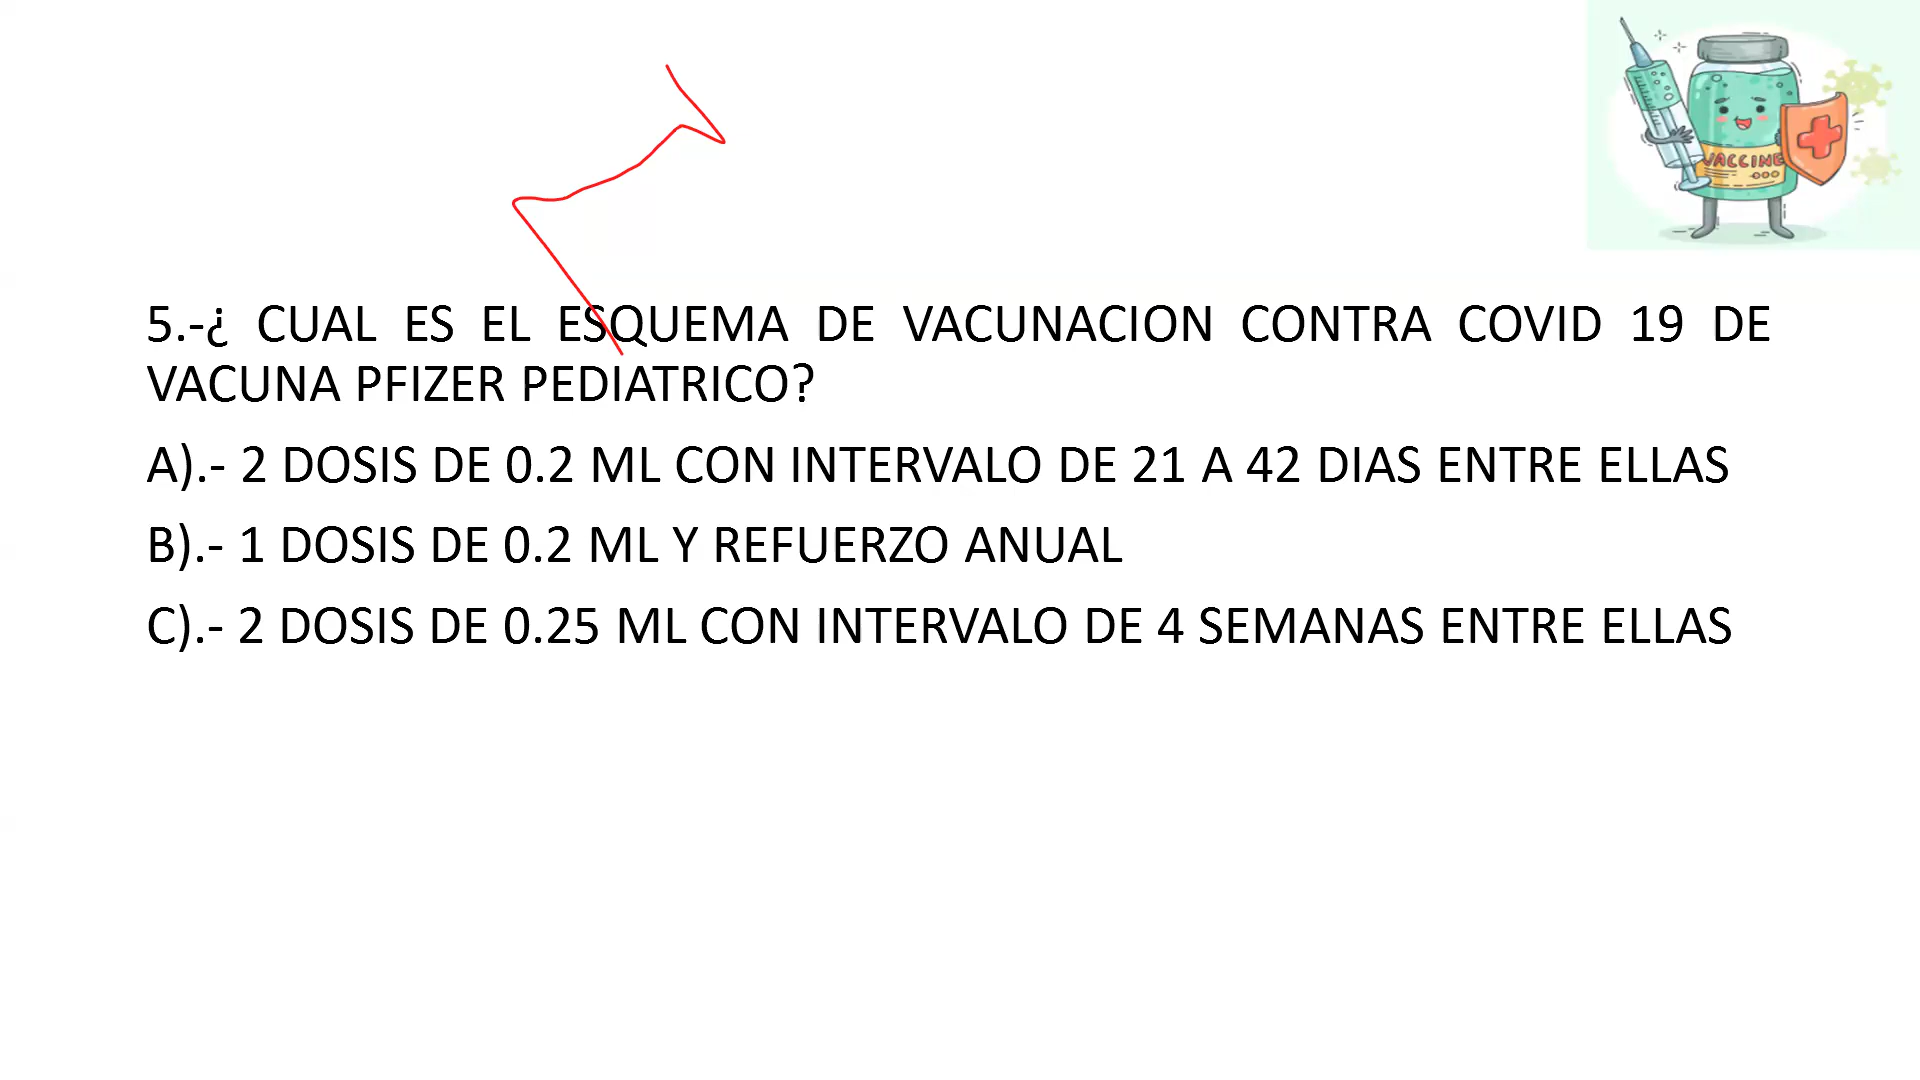 VACCINE
5.-¿ CUAL ES EL ESQUEMA DE VACUNACION CONTRA COVID 19 DE
VACUNA PFIZER PEDIATRICO?
A).- 2 DOSIS DE 0.2 ML CON INTERVALO DE 21 A 42 DIAS ENTRE ELLAS
B).- 1 DOSIS DE 0.2 ML Y REFUERZO ANUAL
C).- 2 DOSIS DE 0.25 ML CON INTERVALO DE 4 SEMANAS ENTRE ELLAS